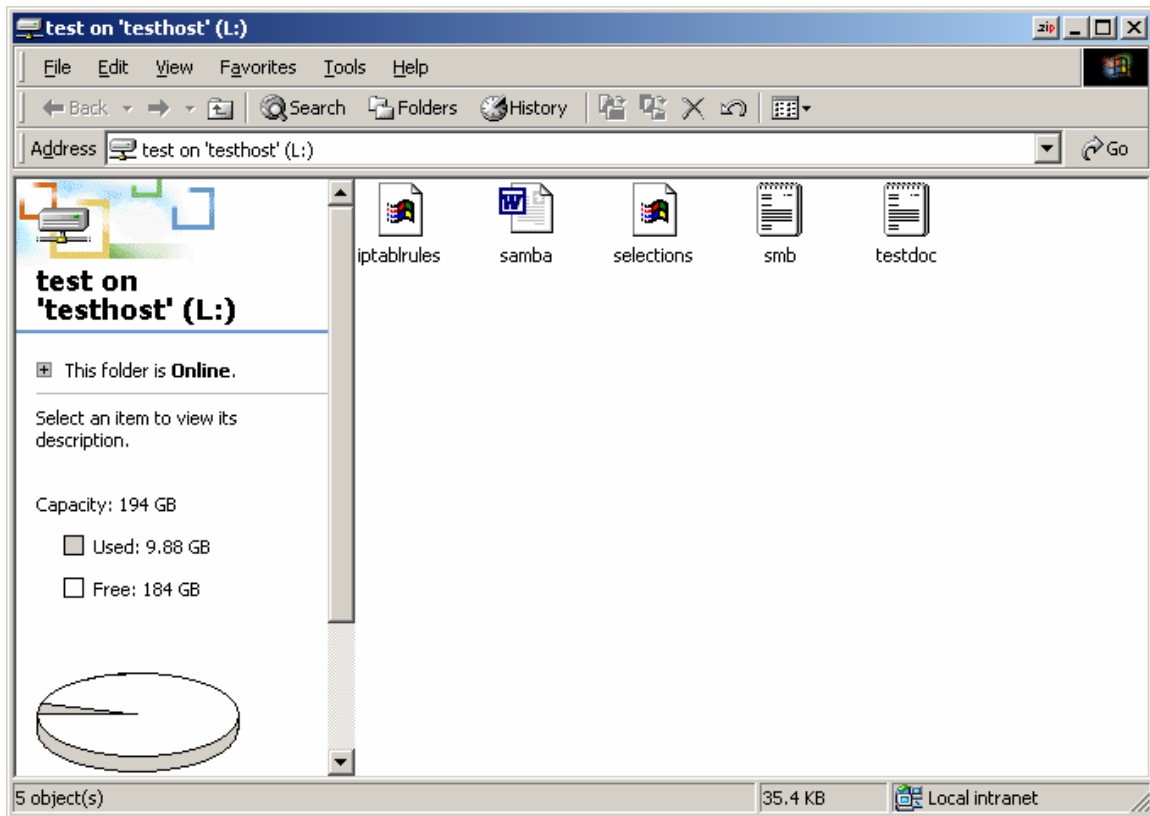 test on 'testhost' (L:)
zip
File Edit View Favorites Tools Help
Back Search Folders History
Address test on 'testhost' (L:) Go
iptablrules samba selections smb testdoc
test on
'testhost' (L:)
This folder is Online.
Select an item to view its
description.
Capacity: 194 GB
Used: 9.88 GB
Free: 184 GB
5 object(s) 35.4 KB Local intranet